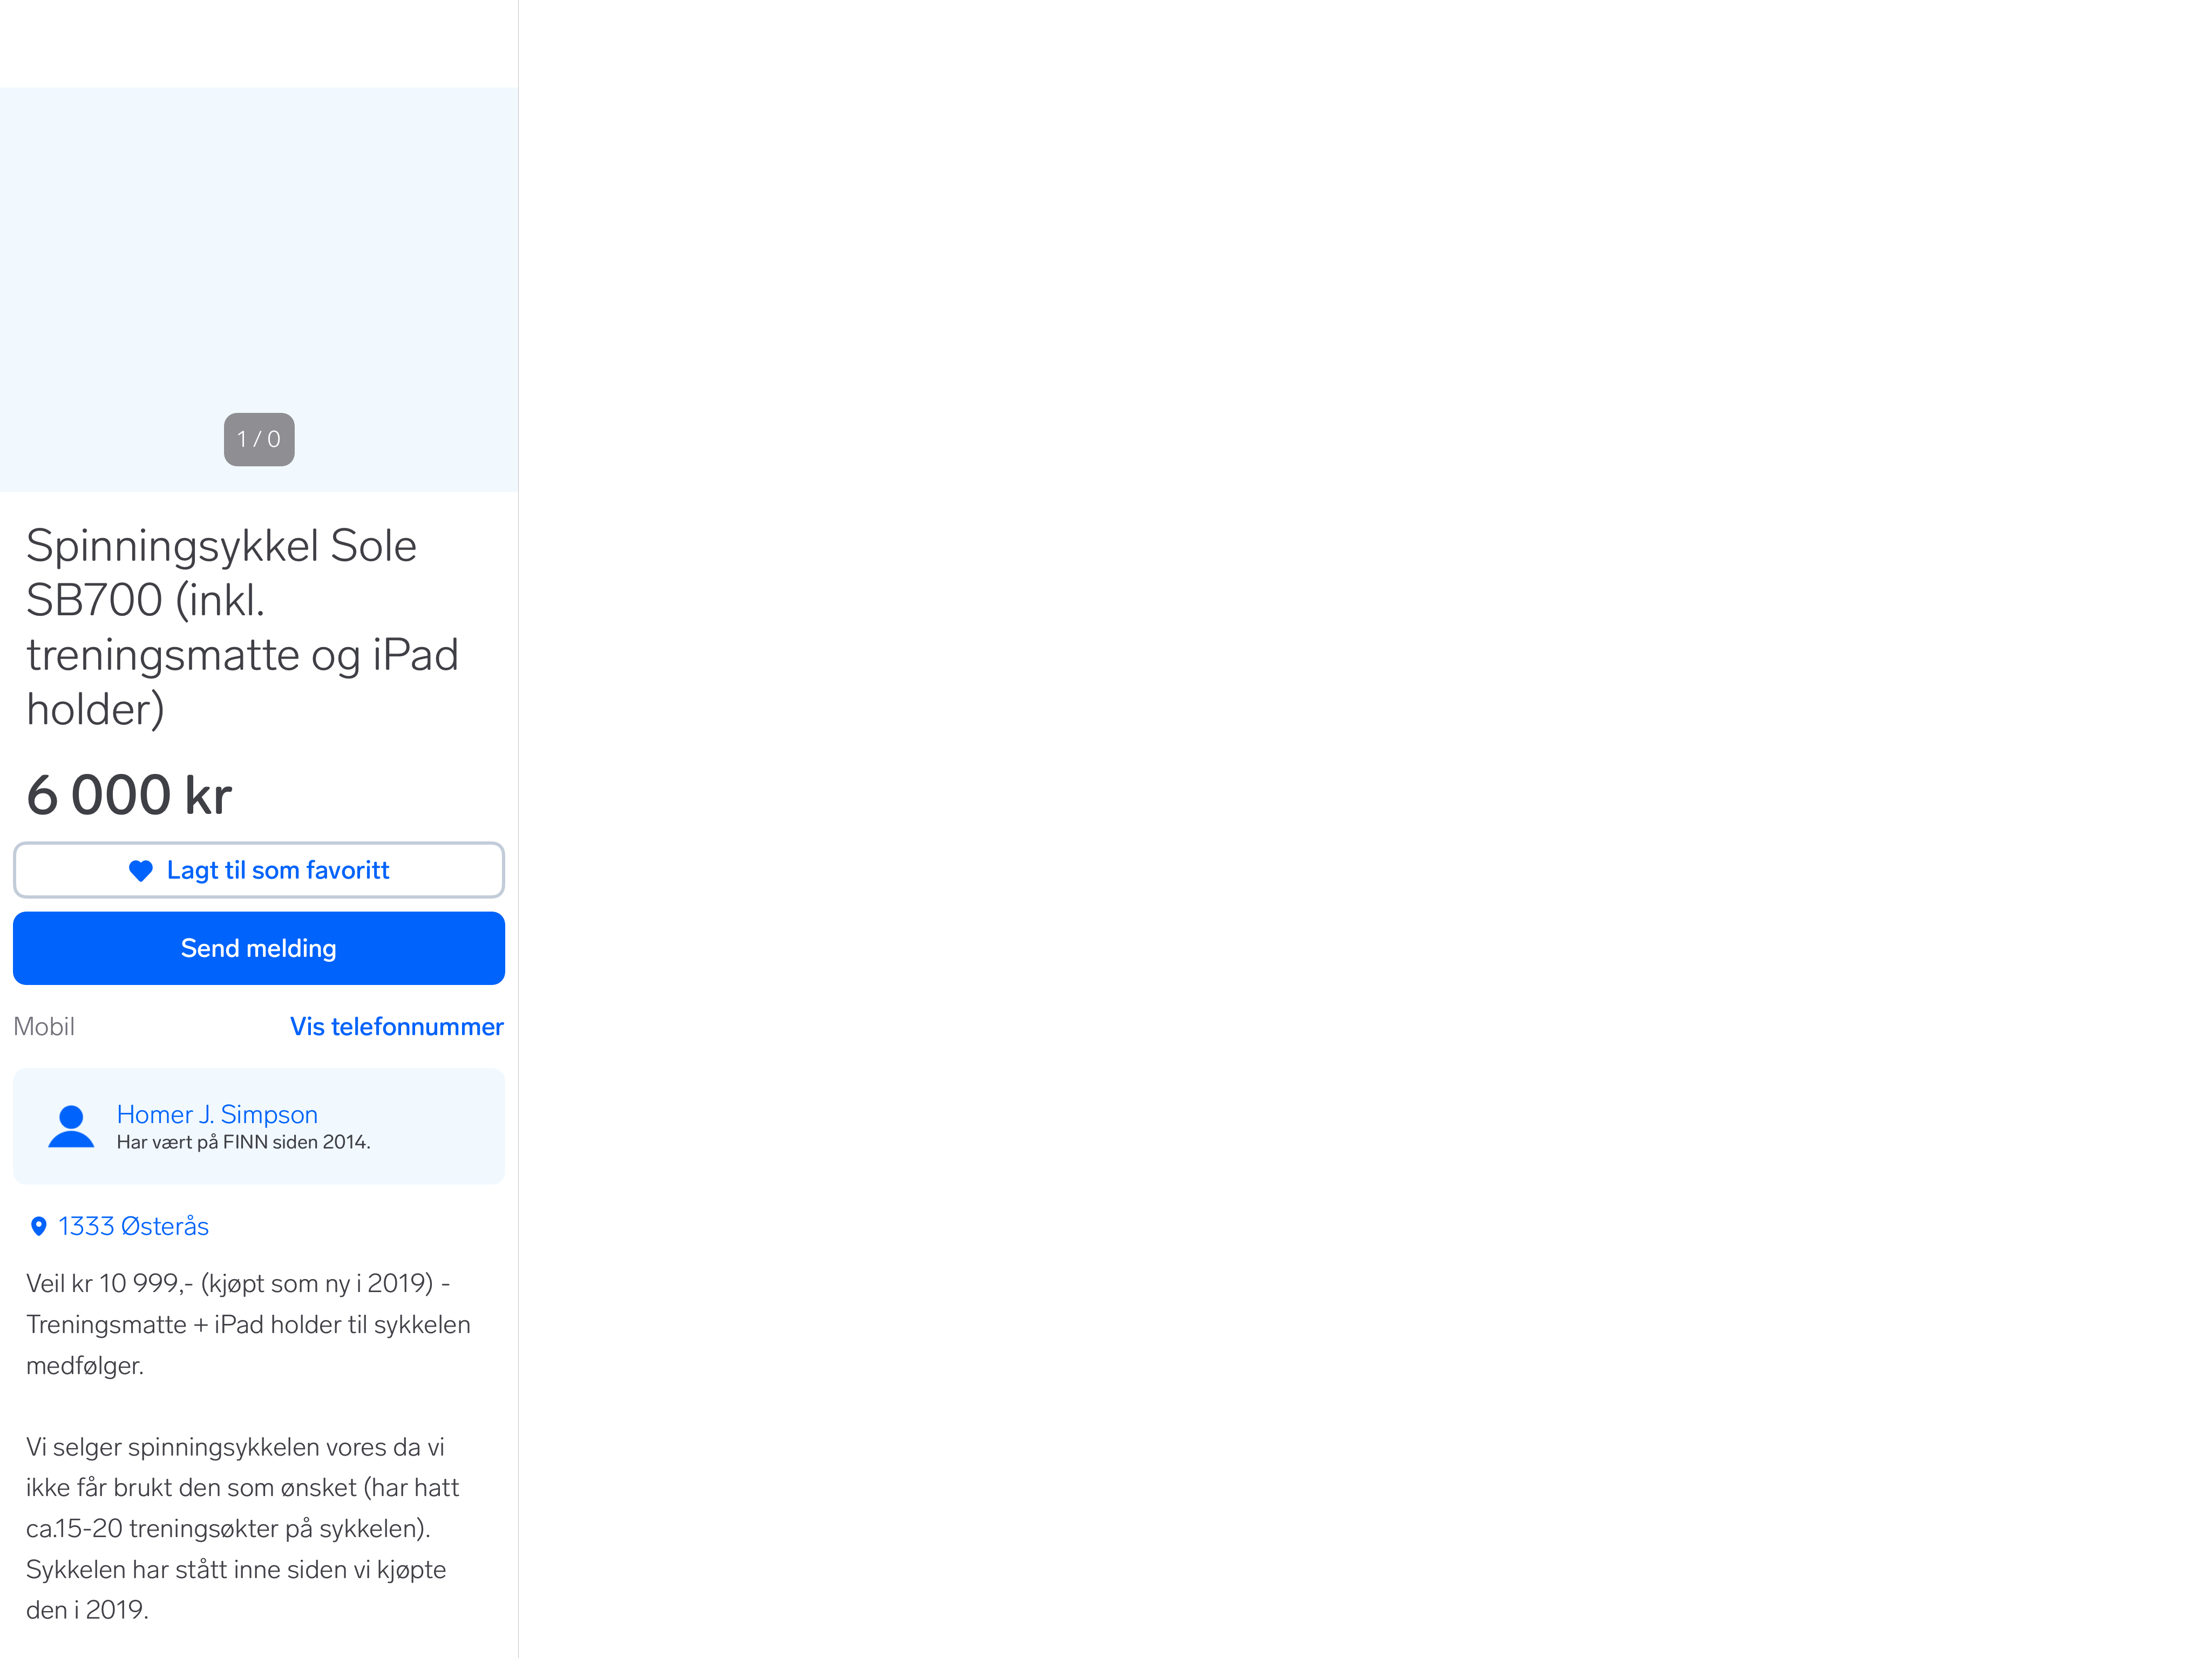 1 / 0
Spinningsykkel Sole
SB700 (inkl.
treningsmatte og iPad
holder)
6 000 kr
Lagt til som favoritt
Send melding
Mobil
Vis telefonnummer
Homer J. Simpson
Har vært på FINN siden 2014.
1333 Østerås
Veil kr 10 999,- (kjøpt som ny i 2019) -
Treningsmatte + iPad holder til sykkelen
medfølger.
Vi selger spinningsykkelen vores da vi
ikke får brukt den som ønsket (har hatt
ca.15-20 treningsøkter på sykkelen).
Sykkelen har stått inne siden vi kjøpte
den i 2019.